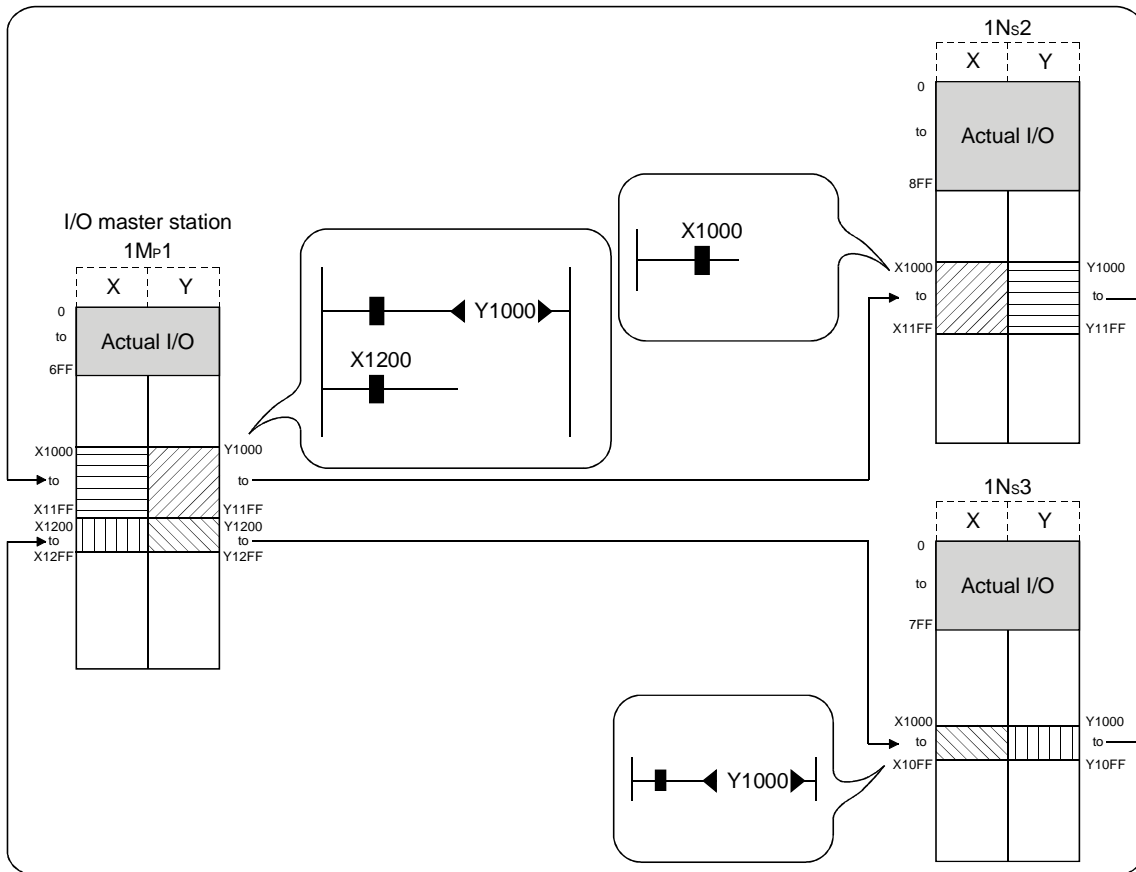 I/O master station
1MP1
X Y
0
to
6FF
Actual I/O
X1000
to
X11FF
X1200
to
X12FF
Y1000
to
Y11FF
Y1200
to
Y12FF
Y1000
X1200
X1000
1NS2
X Y
0
to
8FF
Actual I/O
X1000
to
X11FF
Y1000
to
Y11FF
1NS3
X Y
0
to
7FF
Actual I/O
X1000
to
X10FF
Y1000
to
Y10FF
Y1000